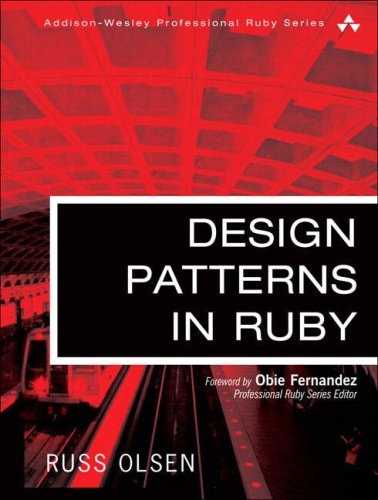 Addison-Wesley Professional Ruby Series
DESIGN
PATTERNS
IN RUBY
Foreword by Obie Fernandez
Professional Ruby Series Editor
RUSS OLSEN